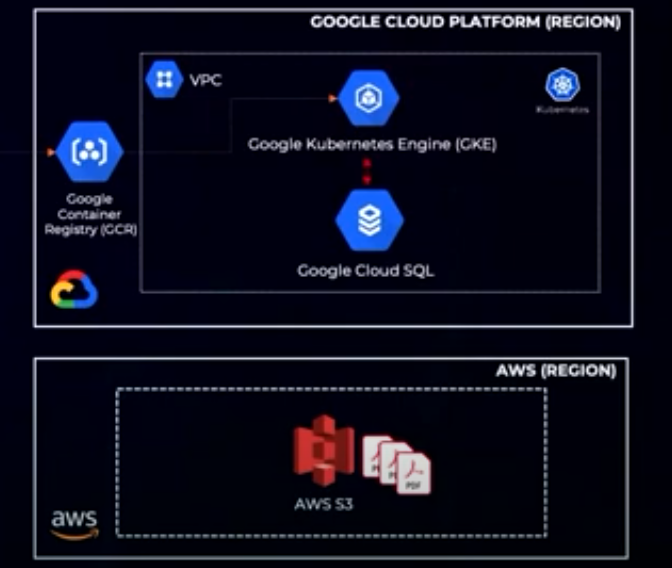 GOOGLE CLOUD PLATFORM (REGION)
VPC
Kubernetes
Google Kubernetes Engine (GKE)
Google
Container
Registry (GCR)
Google Cloud SQL
AWS (REGION)
PDF
AWS S3
aws